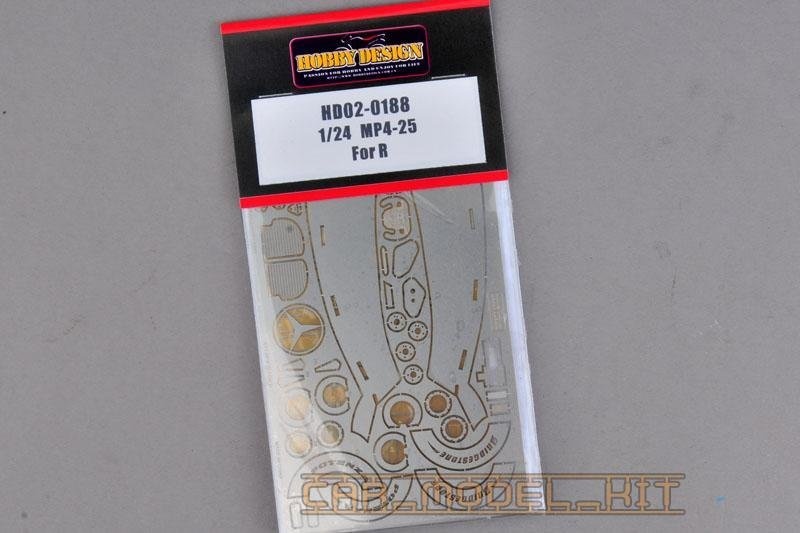 HOBBY DESIGN
PASSION FOR HOBBY AND ENJOY FOR LIFE
HD02-0188
1/24 MP4-25
For R
BRIDGESTONE
POTENZA
CAR_MODEL_KIT